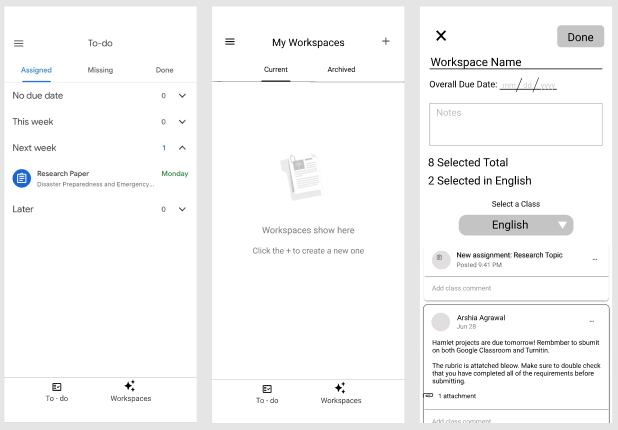 To-do
Assigned
Missing
Done
No due date
0
This week
0
Next week
1
Research Paper
Monday
Disaster Preparedness and Emergency...
Later
0
To - do
Workspaces
My Workspaces
+
Current
Archived
Workspaces show here
Click the + to create a new one
To - do
Workspaces
Done
Workspace Name
Overall Due Date: mm/dd/yyyy
Notes
8 Selected Total
2 Selected in English
Select a Class
English
New assignment: Research Topic
Posted 9:41 PM
Add class comment
Arshia Agrawal
Jun 28
Hamlet projects are due tomorrow! Rembmber to sbumit
on both Google Classroom and Turnitin.
The rubric is attatched bleow. Make sure to double check
that you have completed all of the requirements before
submitting.
1 attachment
Add class comment